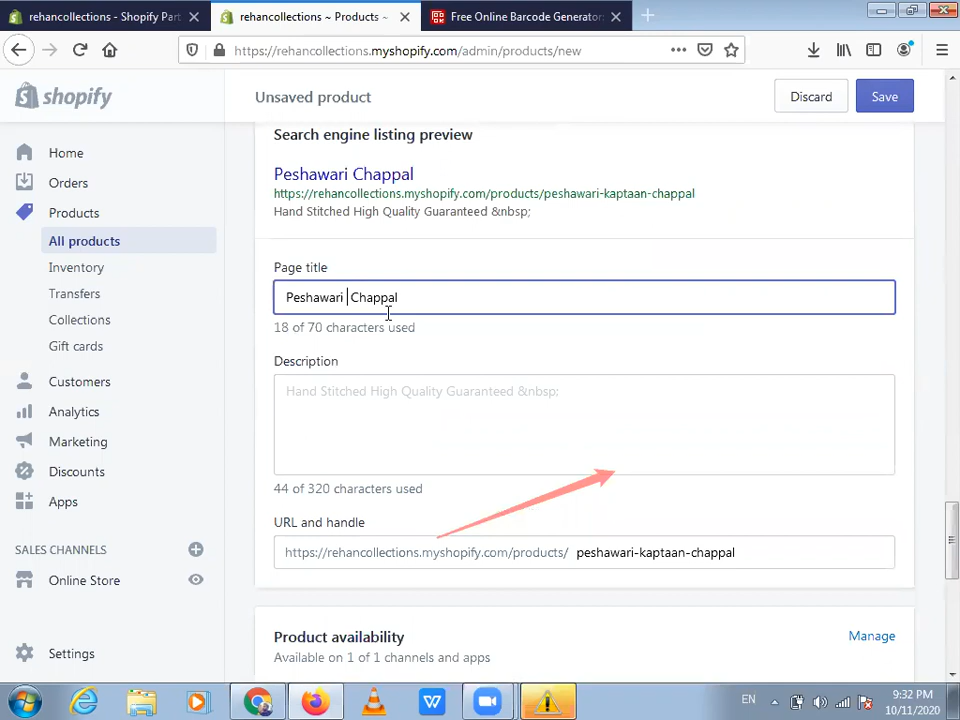 rehancollections - Shopify Part
rehancollections ~ Products ~
Free Online Barcode Generator
https://rehancollections.myshopify.com/admin/products/new
shopify
Unsaved product
Discard
Save
Home
Orders
Products
All products
Inventory
Transfers
Collections
Gift cards
Customers
Analytics
Marketing
Discounts
Apps
SALES CHANNELS
Online Store
Settings
Search engine listing preview
Peshawari Chappal
https://rehancollections.myshopify.com/products/peshawari-kaptaan-chappal
Hand Stitched High Quality Guaranteed &nbsp;
Page title
Peshawari Chappal
18 of 70 characters used
Description
Hand Stitched High Quality Guaranteed &nbsp;
44 of 320 characters used
URL and handle
https://rehancollections.myshopify.com/products/ peshawari-kaptaan-chappal
Product availability
Manage
Available on 1 of 1 channels and apps
EN
9:32 PM
10/11/2020